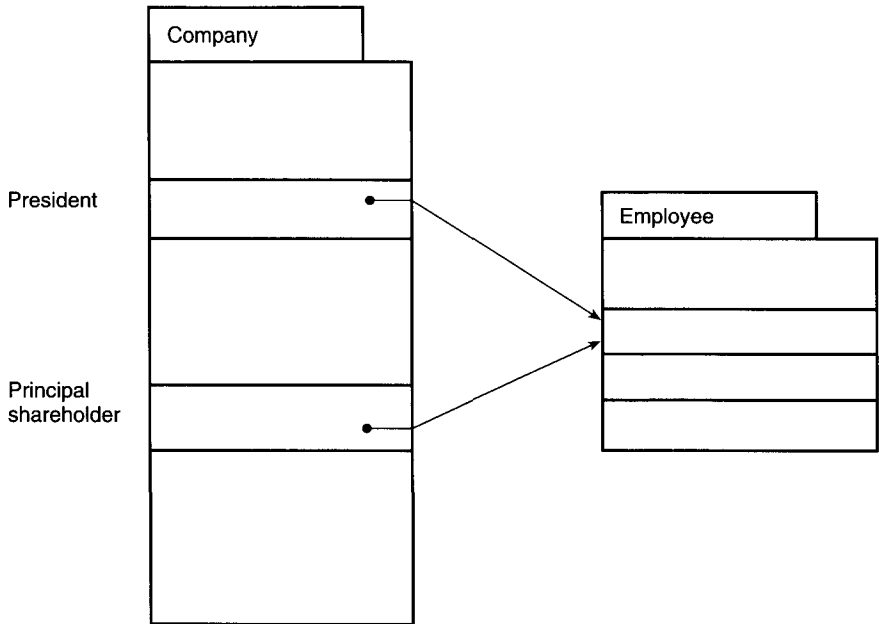 Company
President
Employee
Principal
shareholder